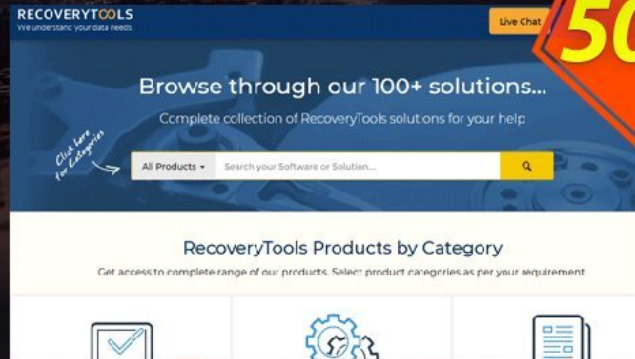 RECOVERYTOOLS
We understand your data needs
Live Chat
50
Browse through our 100+ solutions...
Complete collection of RecoveryTools solutions for your help
Click here
for Categories
All Products
Search your Software or Solution...
RecoveryTools Products by Category
Get access to complete range of our products. Select product categories as per your requirement